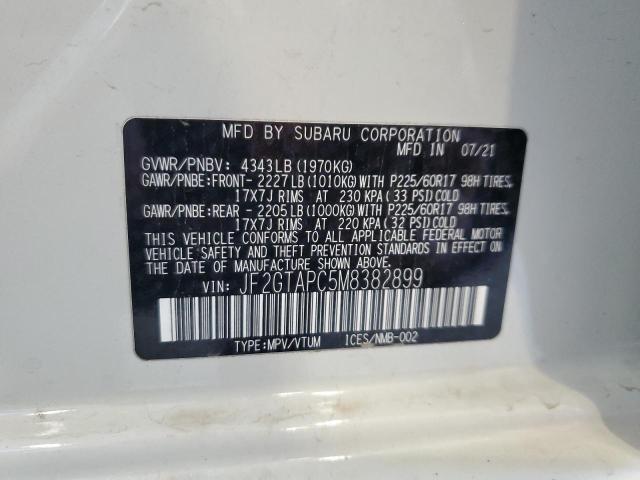 MFD BY SUBARU CORPORATION
MFD IN 07/21
GVWR/PNBV: 4343LB (1970KG)
GAWR/PNBE:FRONT- 2227LB(1010KG)WITH P225/60R17 98H TIRES,
17X7J RIMS AT 230 KPA(33 PSI)COLD
GAWR/PNBE:REAR - 2205LB(1000KG)WITH P225/60R17 98H TIRES,
17X7J RIMS AT 220 KPA(32 PSI)COLD
THIS VEHICLE CONFORMS TO ALL APPLICABLE FEDERAL MOTOR
VEHICLE SAFETY AND THEFT PREVENTION STANDARDS IN EFFECT
ON THE DATE OF MANUFACTURE SHOWN ABOVE.
VIN: JF2GTAPC5M8382899
TYPE:MPV/VTUM ICES/NMB-002